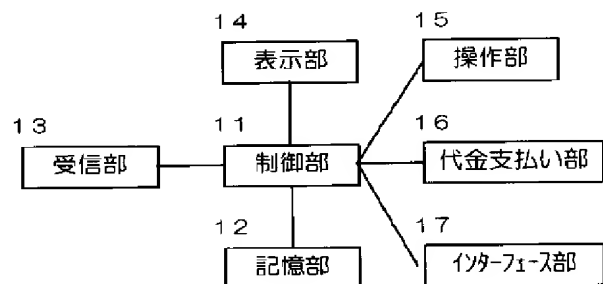 14
表示部
15
操作部
13
受信部
11
制御部
16
代金支払い部
12
記憶部
17
インターフェース部